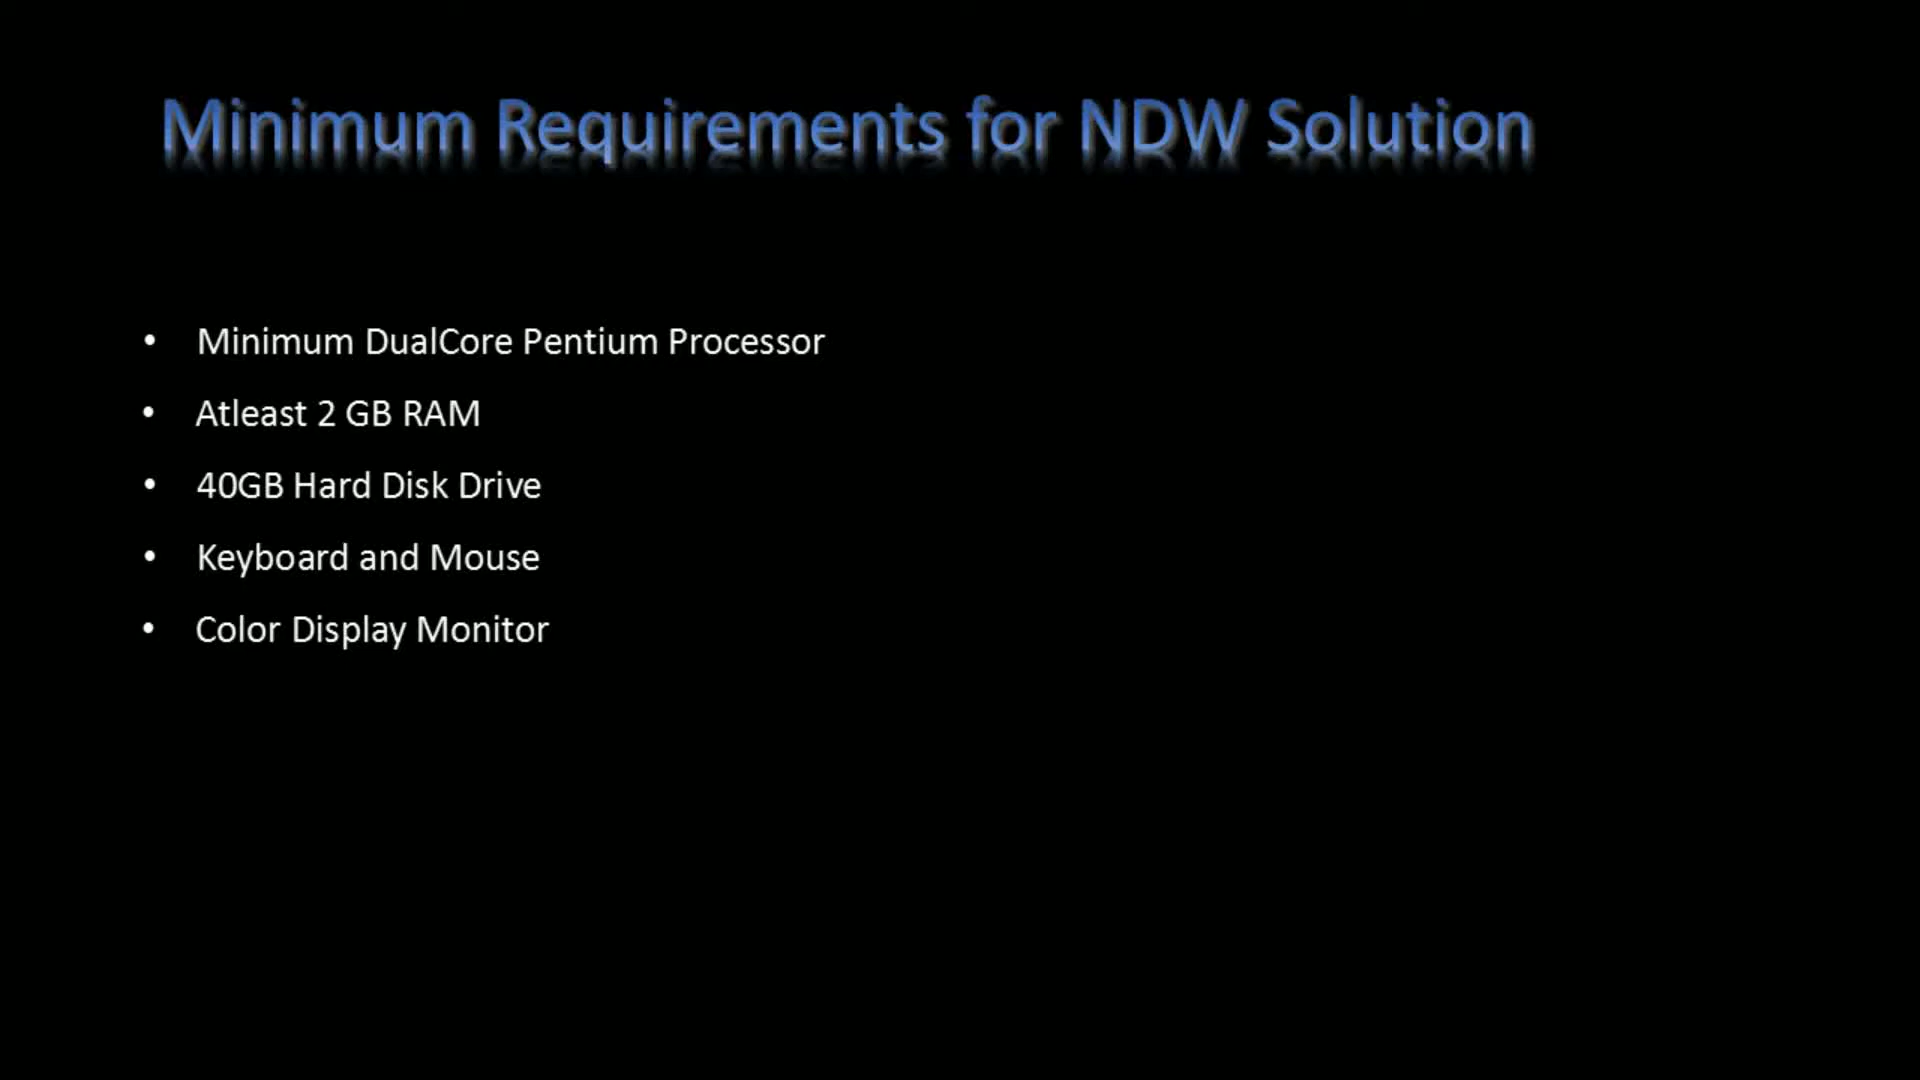 Minimum Requirements for NDW Solution
• Minimum DualCore Pentium Processor
• Atleast 2 GB RAM
• 40GB Hard Disk Drive
• Keyboard and Mouse
• Color Display Monitor